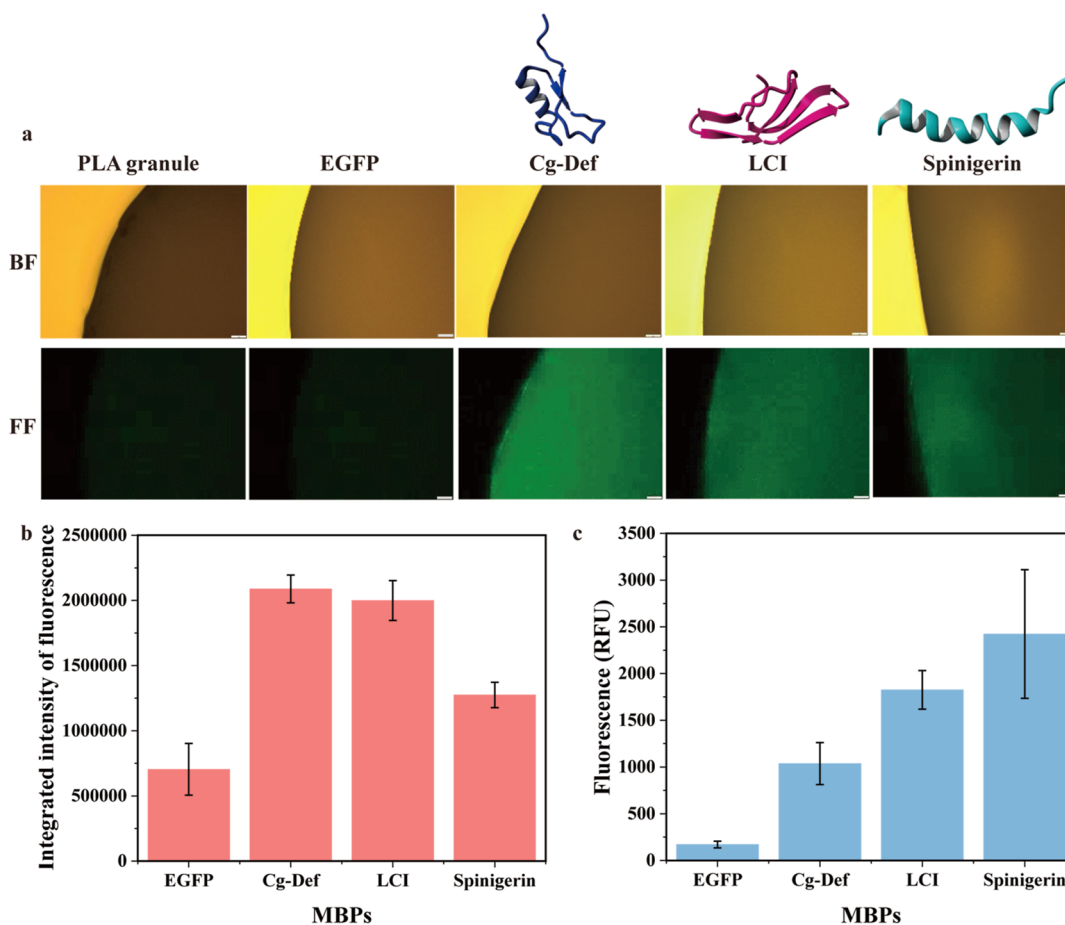 a
PLA granule EGFP Cg-Def LCI Spinigerin
BF
FF
b
Integrated intensity of fluorescence
2500000
2000000
1500000
1000000
500000
0
EGFP Cg-Def LCI Spinigerin
MBPs
c
Fluorescence (RFU)
3500
3000
2500
2000
1500
1000
500
0
EGFP Cg-Def LCI Spinigerin
MBPs